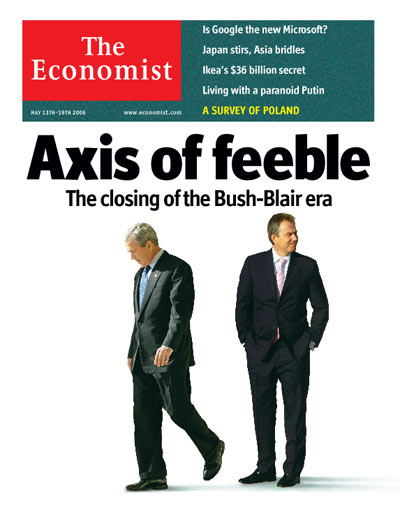 The
Economist
MAY 13TH-19TH 2006 www.economist.com
Is Google the new Microsoft?
Japan stirs, Asia bridles
Ikea's $36 billion secret
Living with a paranoid Putin
A SURVEY OF POLAND
Axis of feeble
The closing of the Bush-Blair era